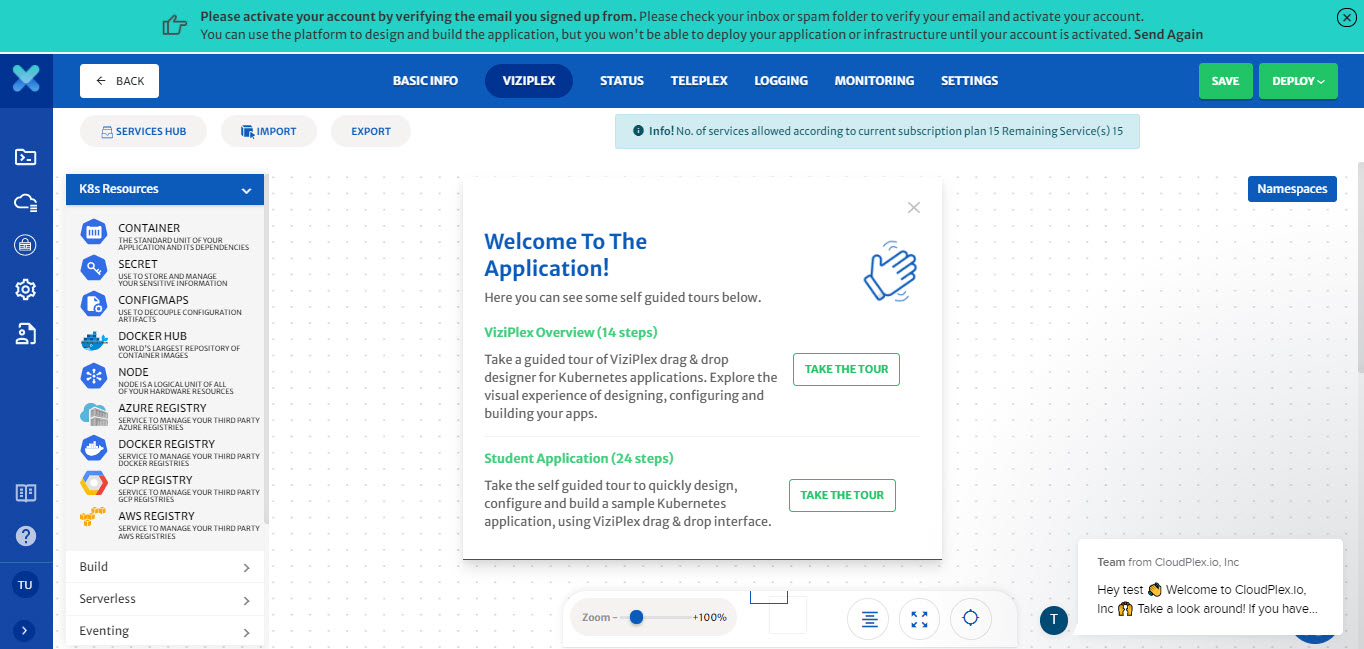 Please activate your account by verifying the email you signed up from. Please check your inbox or spam folder to verify your email and activate your account.
You can use the platform to design and build the application, but you won't be able to deploy your application or infrastructure until your account is activated. Send Again
BACK
BASIC INFO
VIZIPLEX
STATUS
TELEPLEX
LOGGING
MONITORING
SETTINGS
SAVE
DEPLOY
SERVICES HUB
IMPORT
EXPORT
Info! No. of services allowed according to current subscription plan 15 Remaining Service(s) 15
K8s Resources
CONTAINER
THE STANDARD UNIT OF YOUR
APPLICATION AND ITS DEPENDENCIES
SECRET
USE TO STORE AND MANAGE
YOUR SENSITIVE INFORMATION
CONFIGMAPS
USE TO DECOUPLE CONFIGURATION
ARTIFACTS
DOCKER HUB
WORLD'S LARGEST REPOSITORY OF
CONTAINER IMAGES
NODE
NODE IS A LOGICAL UNIT OF ALL
OF YOUR HARDWARE RESOURCES
AZURE REGISTRY
SERVICE TO MANAGE YOUR THIRD PARTY
AZURE REGISTRIES
DOCKER REGISTRY
SERVICE TO MANAGE YOUR THIRD PARTY
DOCKER REGISTRIES
GCP REGISTRY
SERVICE TO MANAGE YOUR THIRD PARTY
GCP REGISTRIES
AWS REGISTRY
SERVICE TO MANAGE YOUR THIRD PARTY
AWS REGISTRIES
Build
Serverless
Eventing
TU
Namespaces
Welcome To The
Application!
Here you can see some self guided tours below.
ViziPlex Overview (14 steps)
Take a guided tour of ViziPlex drag & drop
designer for Kubernetes applications. Explore the
visual experience of designing, configuring and
building your apps.
TAKE THE TOUR
Student Application (24 steps)
Take the self guided tour to quickly design,
configure and build a sample Kubernetes
application, using ViziPlex drag & drop interface.
TAKE THE TOUR
Zoom - +100%
T
Team from CloudPlex.io, Inc
Hey test 👏 Welcome to CloudPlex.io,
Inc 🙌 Take a look around! If you have...